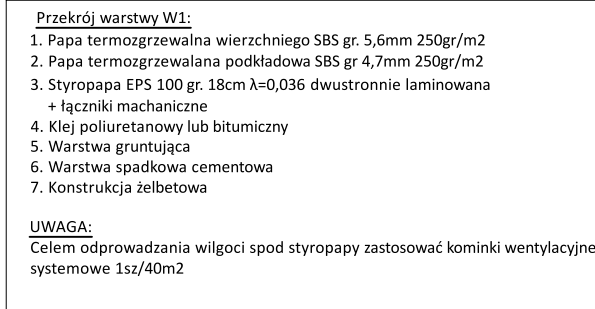 Przekrój warstwy W1:
1. Papa termozgrzewalna wierzchniego SBS gr. 5,6mm 250gr/m2
2. Papa termozgrzewalana podkładowa SBS gr 4,7mm 250gr/m2
3. Styropapa EPS 100 gr. 18cm λ=0,036 dwustronnie laminowana
+ łączniki machaniczne
4. Klej poliuretanowy lub bitumiczny
5. Warstwa gruntująca
6. Warstwa spadkowa cementowa
7. Konstrukcja żelbetowa
UWAGA:
Celem odprowadzania wilgoci spod styropapy zastosować kominki wentylacyjne
systemowe 1sz/40m2